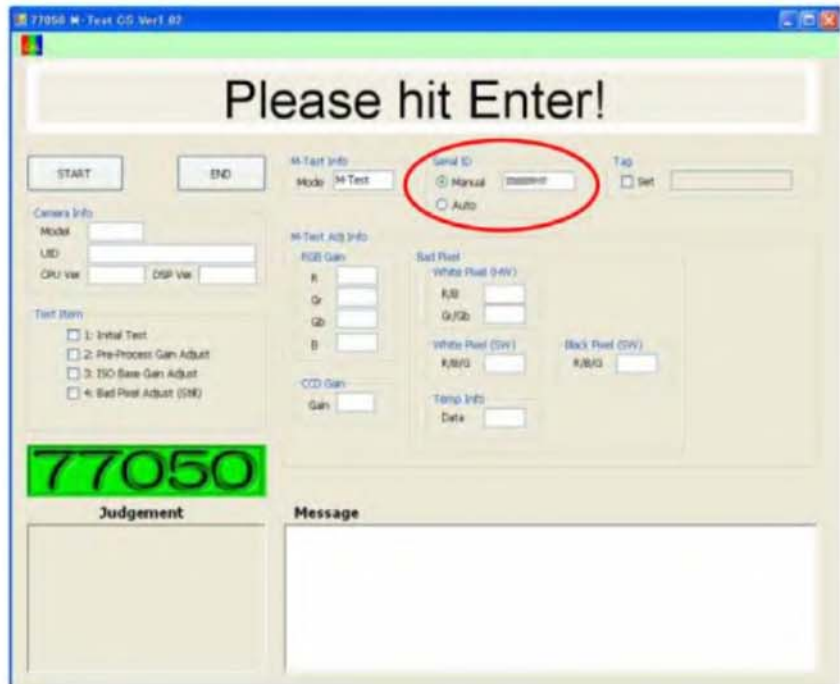 77050 M-Test GS Ver1.02
Please hit Enter!
START
END
M-Test Info
Mode M-Test
Serial ID
Manual
Auto
Tag
Set
Camera Info
Model
UID
CPU Ver
DSP Ver
Test Item
1: Initial Test
2: Pre-Process Gain Adjust
3: ISO Base Gain Adjust
4: Bad Pixel Adjust (Still)
M-Test Adj Info
RGB Gain
R
Gr
Gb
B
CCD Gain
Gain
Bad Pixel
White Pixel (HW)
R/B
Gr/Gb
White Pixel (SW)
R/B/G
Black Pixel (SW)
R/B/G
Temp Info
Data
77050
Judgement
Message